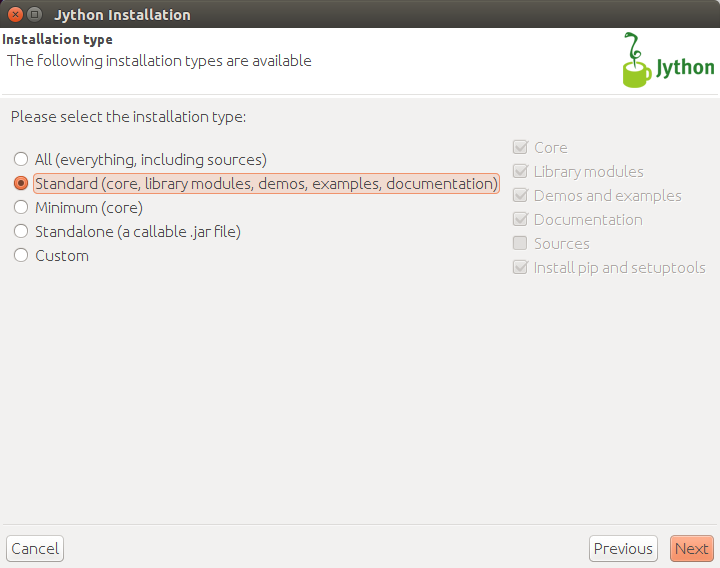 Jython Installation
Installation type
The following installation types are available
Jython
Please select the installation type:
All (everything, including sources)
Standard (core, library modules, demos, examples, documentation)
Minimum (core)
Standalone (a callable .jar file)
Custom
Core
Library modules
Demos and examples
Documentation
Sources
Install pip and setuptools
Cancel
Previous
Next